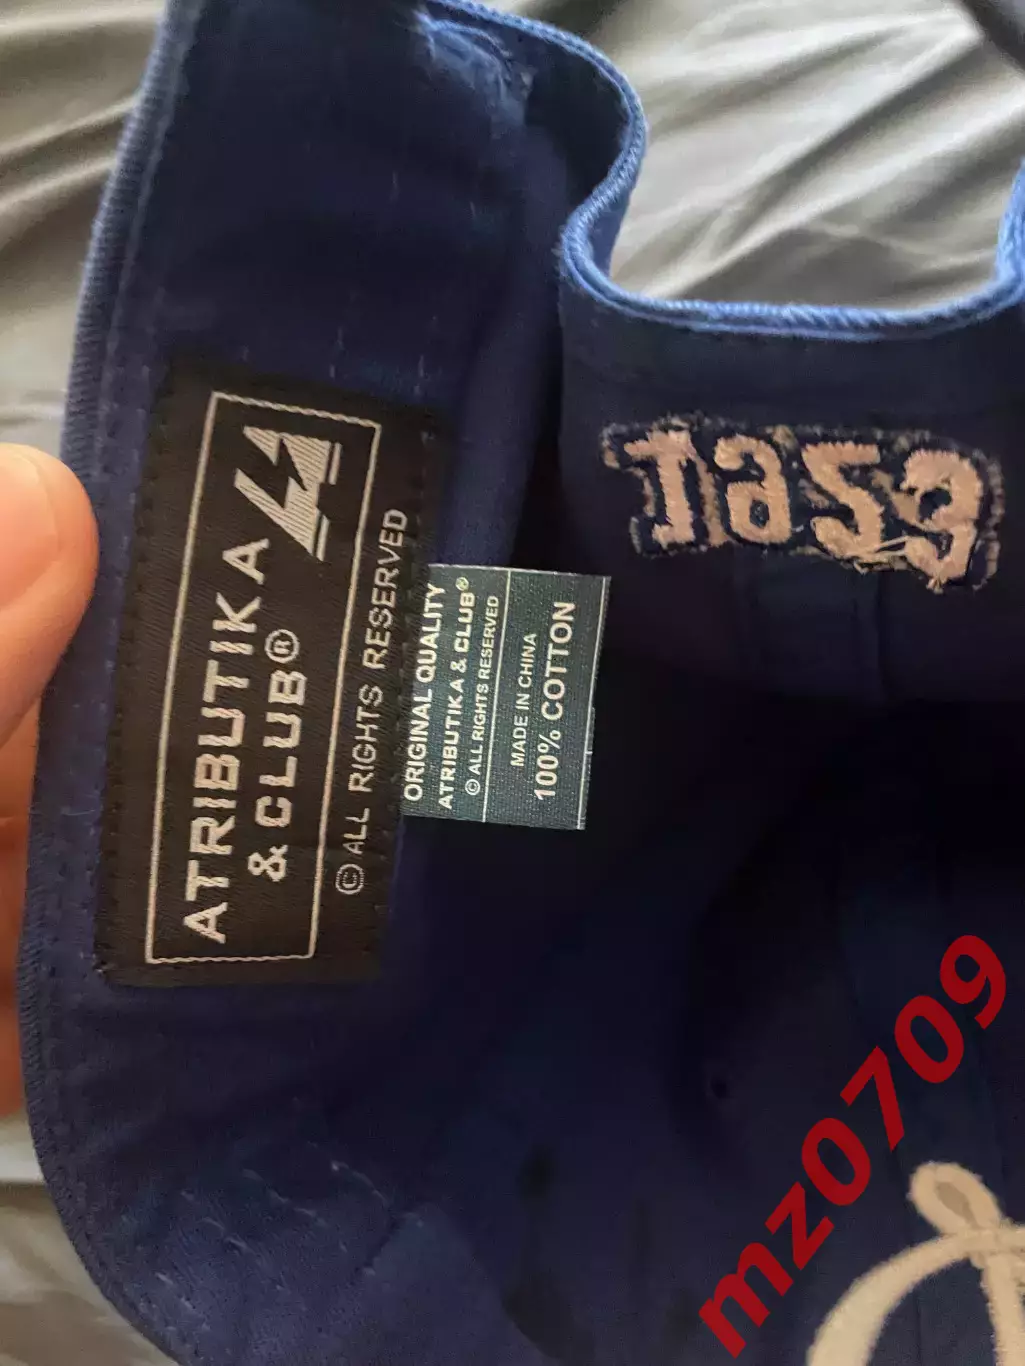 ATRIBUTIKA
& CLUB®
© ALL RIGHTS RESERVED
ORIGINAL QUALITY
ATRIBUTIKA & CLUB®
© ALL RIGHTS RESERVED
MADE IN CHINA
100% COTTON
mz0709